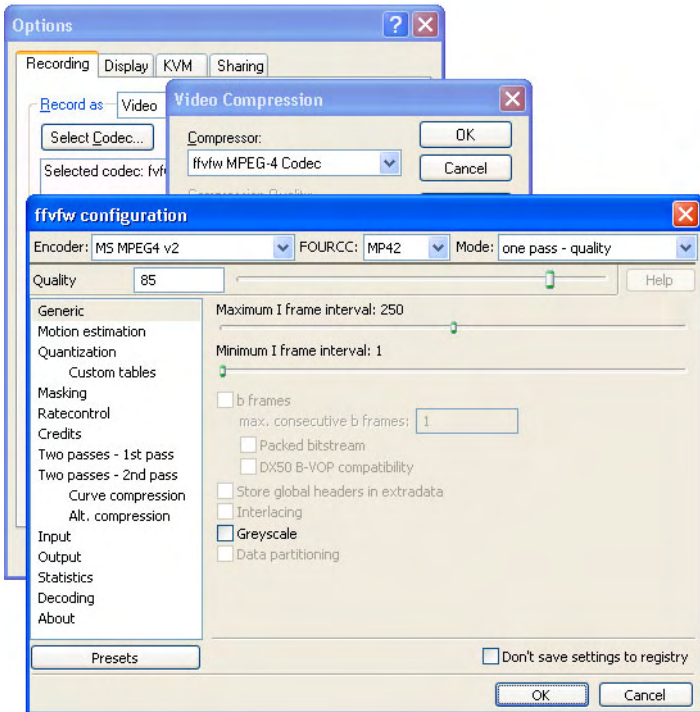 Options
Recording Display KVM Sharing
Record as Video
Select Codec...
Selected codec:
Video Compression
Compressor:
ffvfw MPEG-4 Codec
OK
Cancel
Compression Quality:
ffvfw configuration
Encoder: MS MPEG4 v2 FOURCC: MP42 Mode: one pass - quality
Quality 85 Help
Generic
Motion estimation
Quantization
Custom tables
Masking
Ratecontrol
Credits
Two passes - 1st pass
Two passes - 2nd pass
Curve compression
Alt. compression
Input
Output
Statistics
Decoding
About
Maximum I frame interval: 250
Minimum I frame interval: 1
b frames
max. consecutive b frames: 1
Packed bitstream
DX50 B-VOP compatibility
Store global headers in extradata
Interlacing
Greyscale
Data partitioning
Presets
Don't save settings to registry
OK Cancel